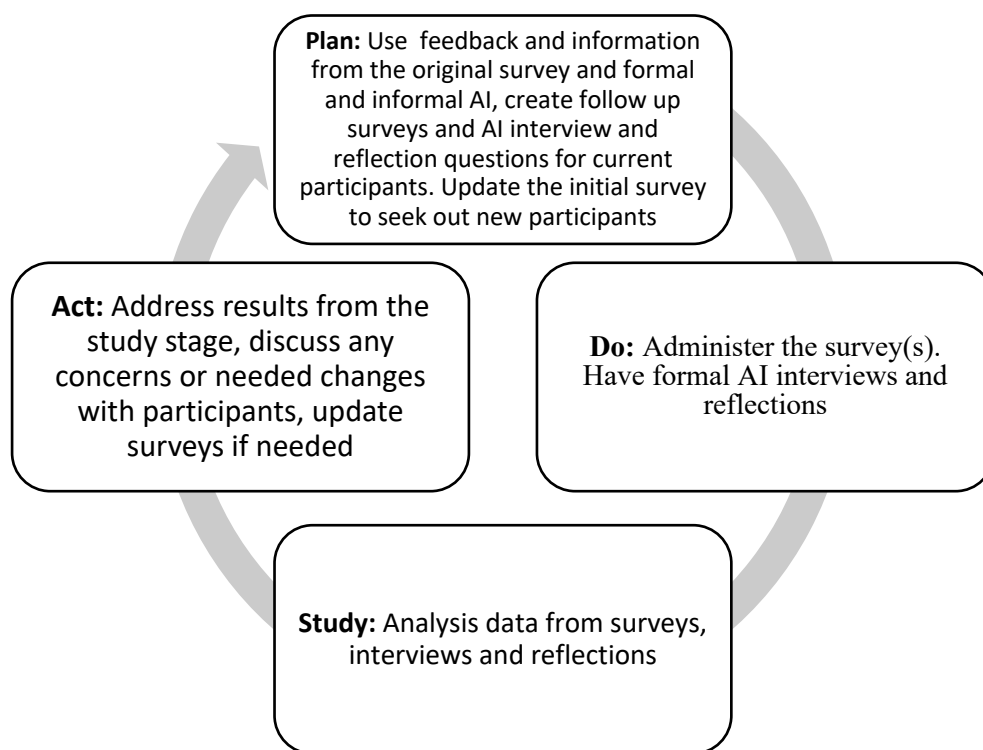 Plan: Use feedback and information
from the original survey and formal
and informal AI, create follow up
surveys and AI interview and
reflection questions for current
participants. Update the initial survey
to seek out new participants
Act: Address results from the
study stage, discuss any
concerns or needed changes
with participants, update
surveys if needed
Do: Administer the survey(s).
Have formal AI interviews and
reflections
Study: Analysis data from surveys,
interviews and reflections